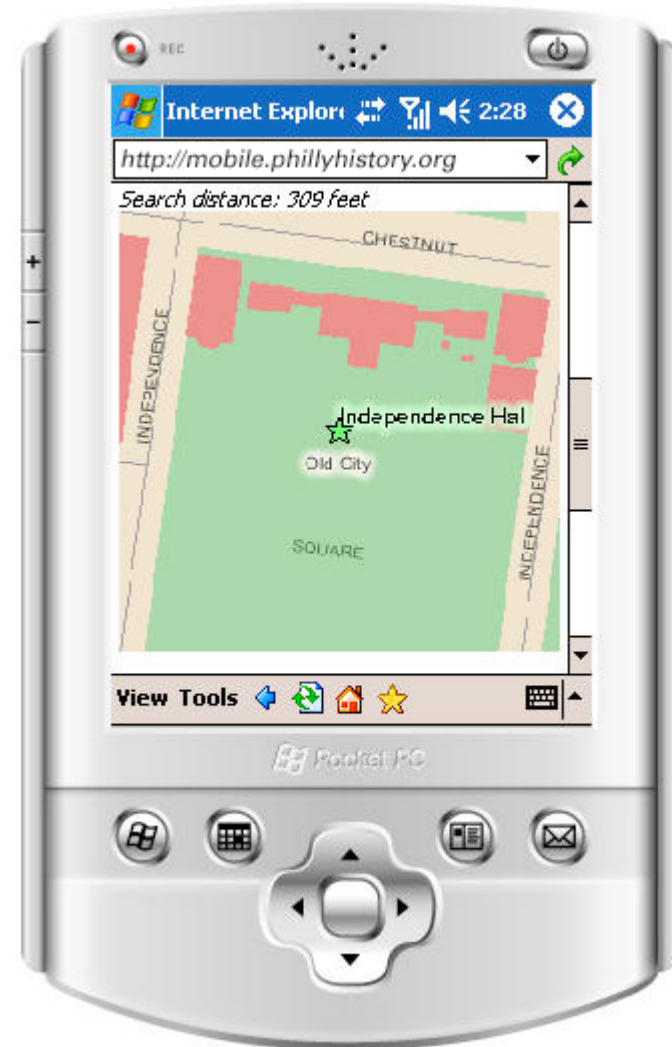 REC
Internet Explor 2:28
http://mobile.phillyhistory.org
Search distance: 309 feet
CHESTNUT
INDEPENDENCE
Independence Hal
Old City
INDEPENDENCE
SQUARE
View Tools
Pocket PC
+
-